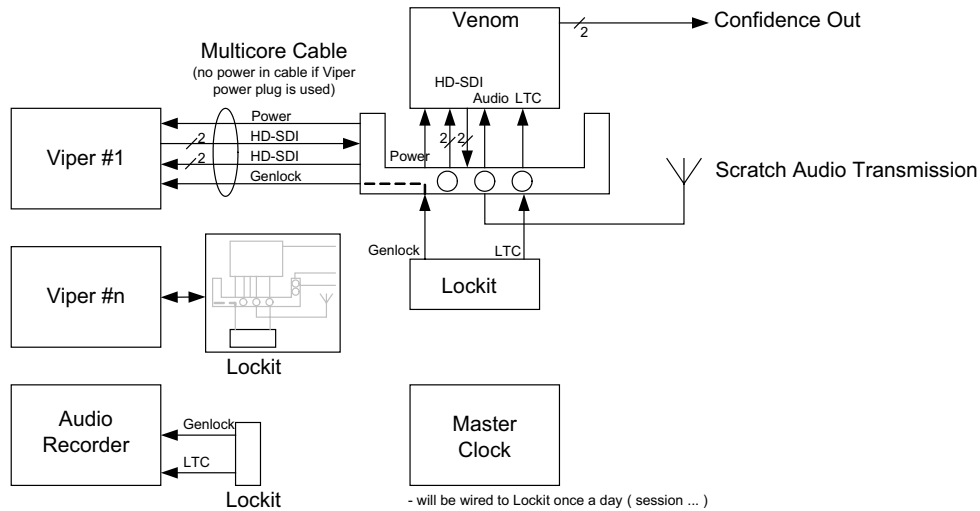 Venom
Confidence Out
2
Multicore Cable
(no power in cable if Viper
power plug is used)
HD-SDI
Audio LTC
Power
2 HD-SDI
2 HD-SDI
Genlock
Viper #1
Power
2 2
Scratch Audio Transmission
Genlock
LTC
Lockit
Viper #n
Lockit
Audio
Recorder
Genlock
LTC
Lockit
Master
Clock
- will be wired to Lockit once a day ( session ... )